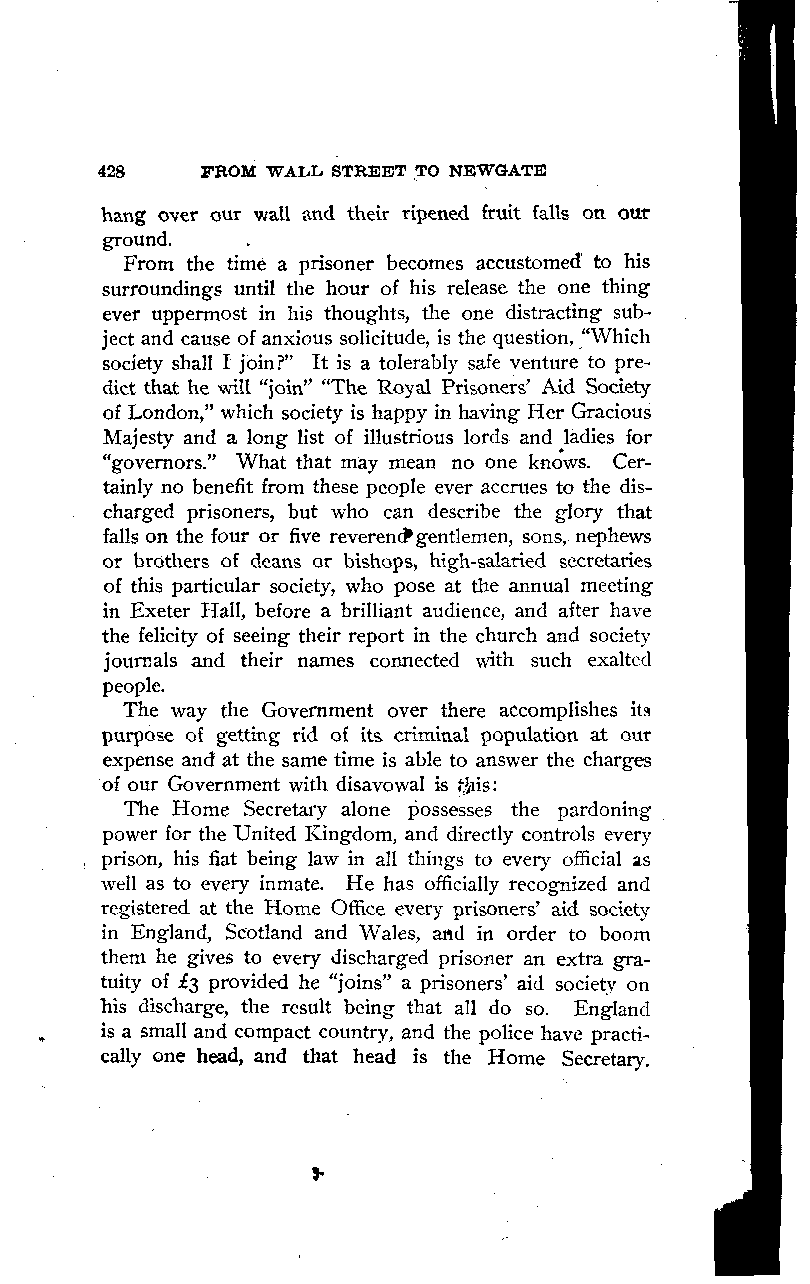 428 FROM WALL STREET TO NEWGATE
hang over our wall and their ripened fruit falls on our
ground.
From the time a prisoner becomes accustomed to his
surroundings until the hour of his release the one thing
ever uppermost in his thoughts, the one distracting sub-
ject and cause of anxious solicitude, is the question, "Which
society shall I join?" It is a tolerably safe venture to pre-
dict that he will "join" "The Royal Prisoners' Aid Society
of London," which society is happy in having Her Gracious
Majesty and a long list of illustrious lords and ladies for
"governors." What that may mean no one knows. Cer-
tainly no benefit from these people ever accrues to the dis-
charged prisoners, but who can describe the glory that
falls on the four or five reverend gentlemen, sons, nephews
or brothers of deans or bishops, high-salaried secretaries
of this particular society, who pose at the annual meeting
in Exeter Hall, before a brilliant audience, and after have
the felicity of seeing their report in the church and society
journals and their names connected with such exalted
people.
The way the Government over there accomplishes its
purpose of getting rid of its criminal population at our
expense and at the same time is able to answer the charges
of our Government with disavowal is this:
The Home Secretary alone possesses the pardoning
power for the United Kingdom, and directly controls every
prison, his fiat being law in all things to every official as
well as to every inmate. He has officially recognized and
registered at the Home Office every prisoners' aid society
in England, Scotland and Wales, and in order to boom
them he gives to every discharged prisoner an extra gra-
tuity of £3 provided he "joins" a prisoners' aid society on
his discharge, the result being that all do so. England
is a small and compact country, and the police have practi-
cally one head, and that head is the Home Secretary.